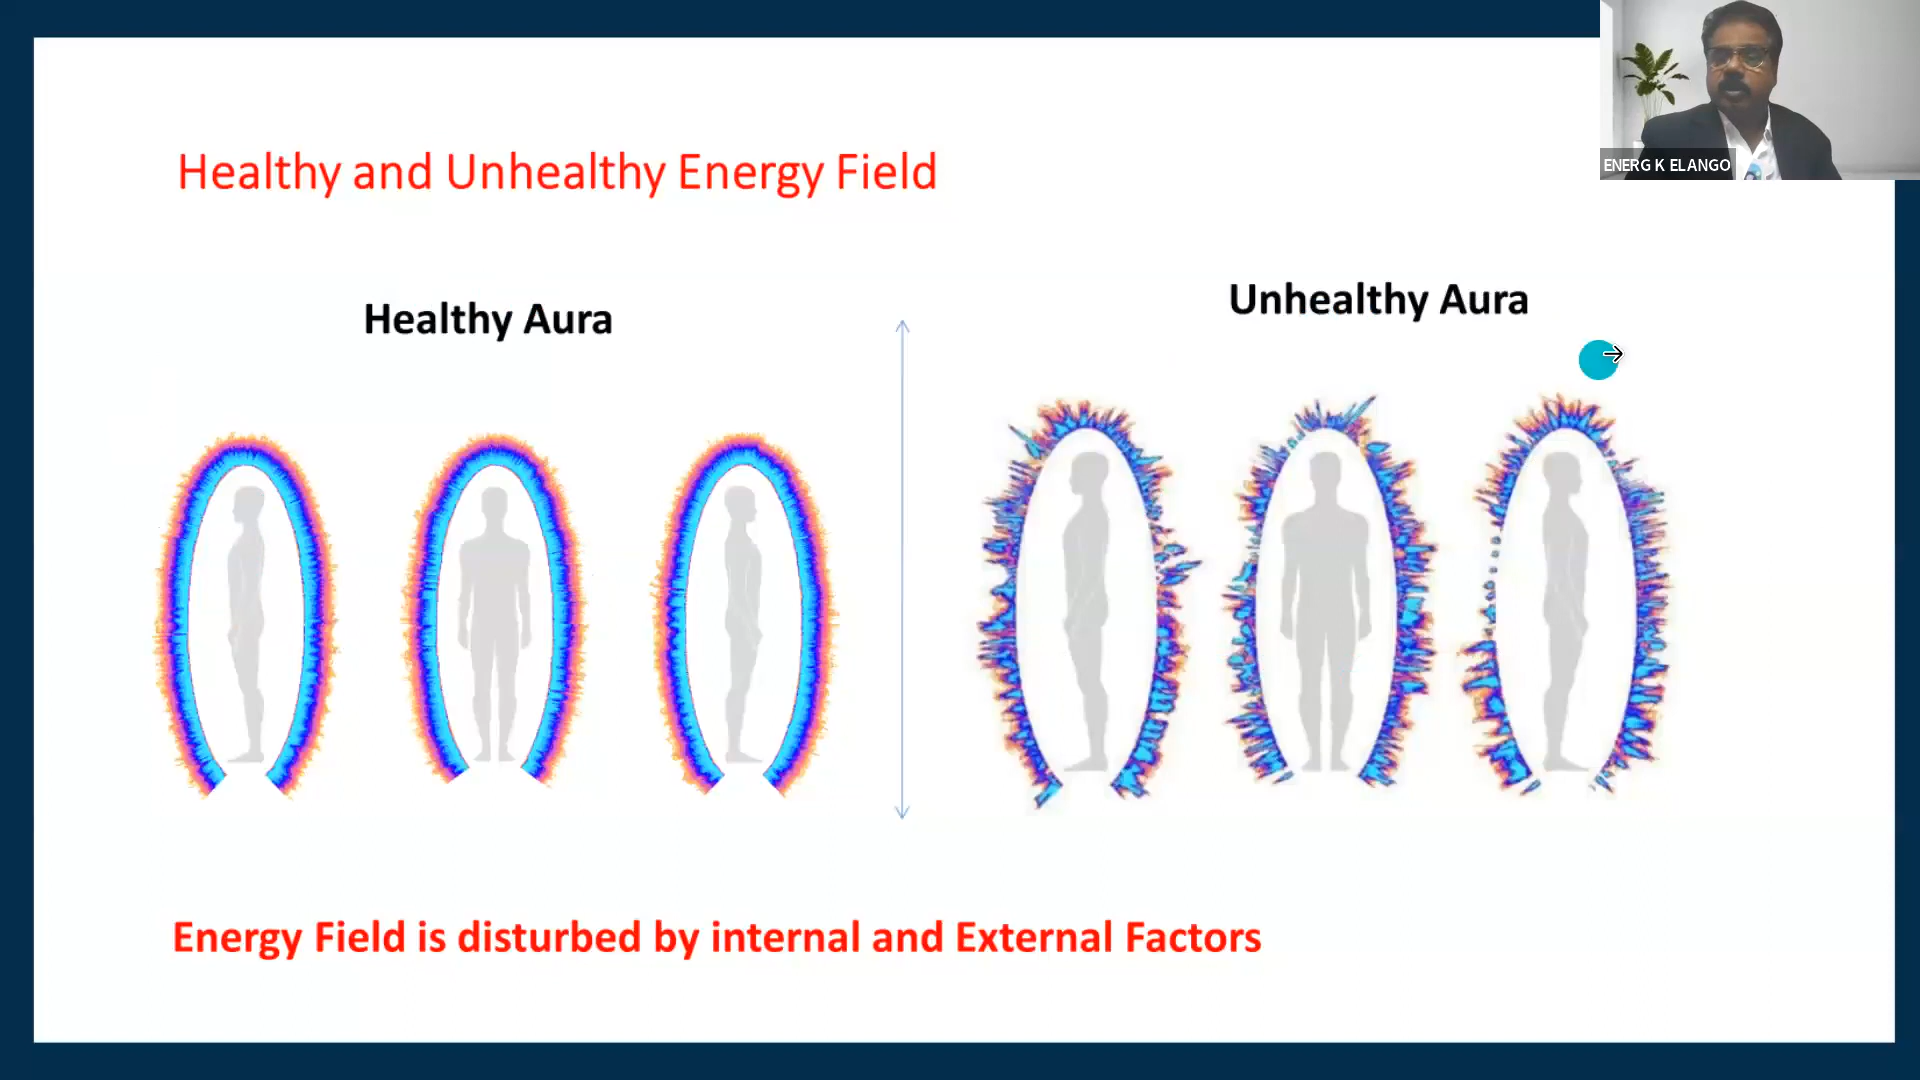 ENERG K ELANGO
Healthy and Unhealthy Energy Field
Healthy Aura
Unhealthy Aura
Energy Field is disturbed by internal and External Factors